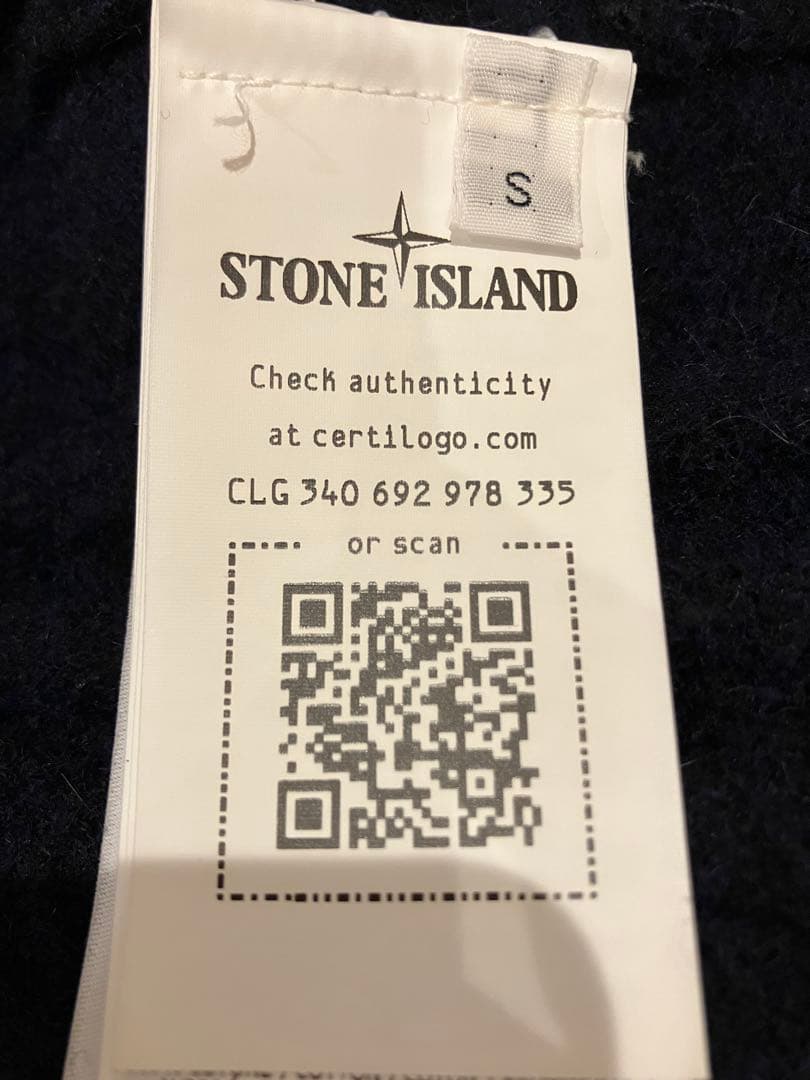 S
STONE ISLAND
Check authenticity
at certilogo.com
CLG 340 692 978 335
or scan